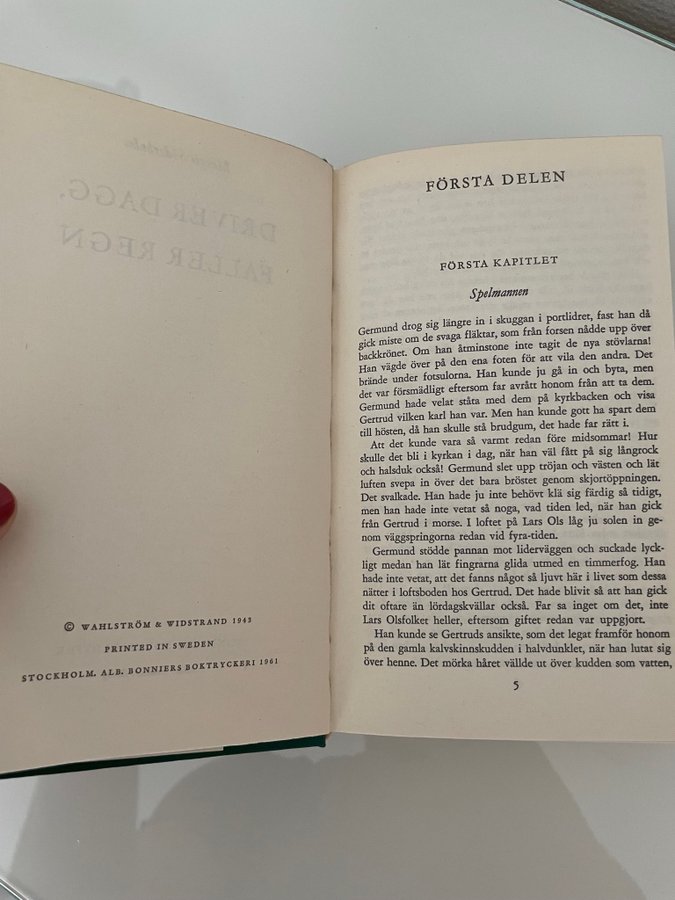 DRIVER DAGG,
FALLER REGN
© WAHLSTRÖM & WIDSTRAND 1943
PRINTED IN SWEDEN
STOCKHOLM. ALB. BONNIERS BOKTRYCKERI 1961
FÖRSTA DELEN
FÖRSTA KAPITLET
Spelmannen
Germund drog sig längre in i skuggan i portlidret, fast han då
gick miste om de svaga fläktar, som från forsen nådde upp över
backkrönet. Om han åtminstone inte tagit de nya stövlarna!
Han vägde över på den ena foten för att vila den andra. Det
brände under fotsulorna. Han kunde ju gå in och byta, men
det var försmädligt eftersom far avrått honom från att ta dem.
Germund hade velat ståta med dem på kyrkbacken och visa
Gertrud vilken karl han var. Men han kunde gott ha spart dem
till hösten, då han skulle stå brudgum, det hade far rätt i.
Att det kunde vara så varmt redan före midsommar! Hur
skulle det bli i kyrkan i dag, när han väl fått på sig långrock
och halsduk också! Germund slet upp tröjan och västen och lät
luften svepa in över det bara bröstet genom skjortöppningen.
Det svalkade. Han hade ju inte behövt klä sig färdig så tidigt,
men han hade inte vetat så noga, vad tiden led, när han gick
från Gertrud i morse. I loftet på Lars Ols låg ju solen in ge-
nom väggspringorna redan vid fyra-tiden.
Germund stödde pannan mot liderväggen och suckade lyck-
ligt medan han lät fingrarna glida utmed en timmerfog. Han
hade inte vetat, att det fanns något så ljuvt här i livet som dessa
nätter i loftsboden hos Gertrud. Det hade blivit så att han gick
dit oftare än lördagskvällar också. Far sa inget om det, inte
Lars Olsfolket heller, eftersom giftet redan var uppgjort.
Han kunde se Gertruds ansikte, som det legat framför honom
på den gamla kalvskinnskudden i halvdunklet, när han lutat sig
över henne. Det mörka håret vällde ut över kudden som vatten,
5